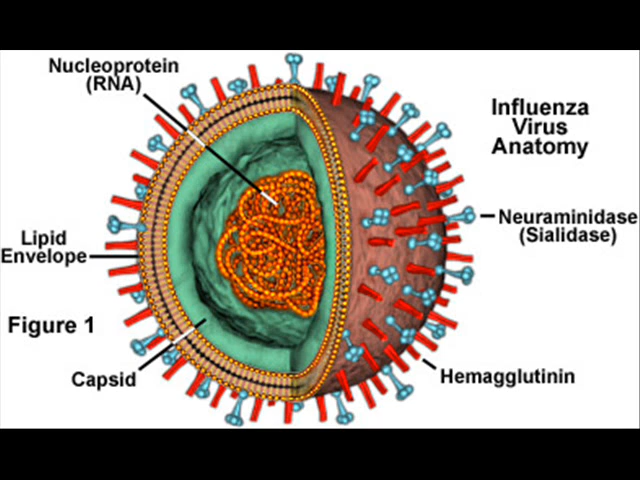 Nucleoprotein
(RNA)
Influenza
Virus
Anatomy
Neuraminidase
(Sialidase)
Lipid
Envelope
Figure 1
Capsid
Hemagglutinin